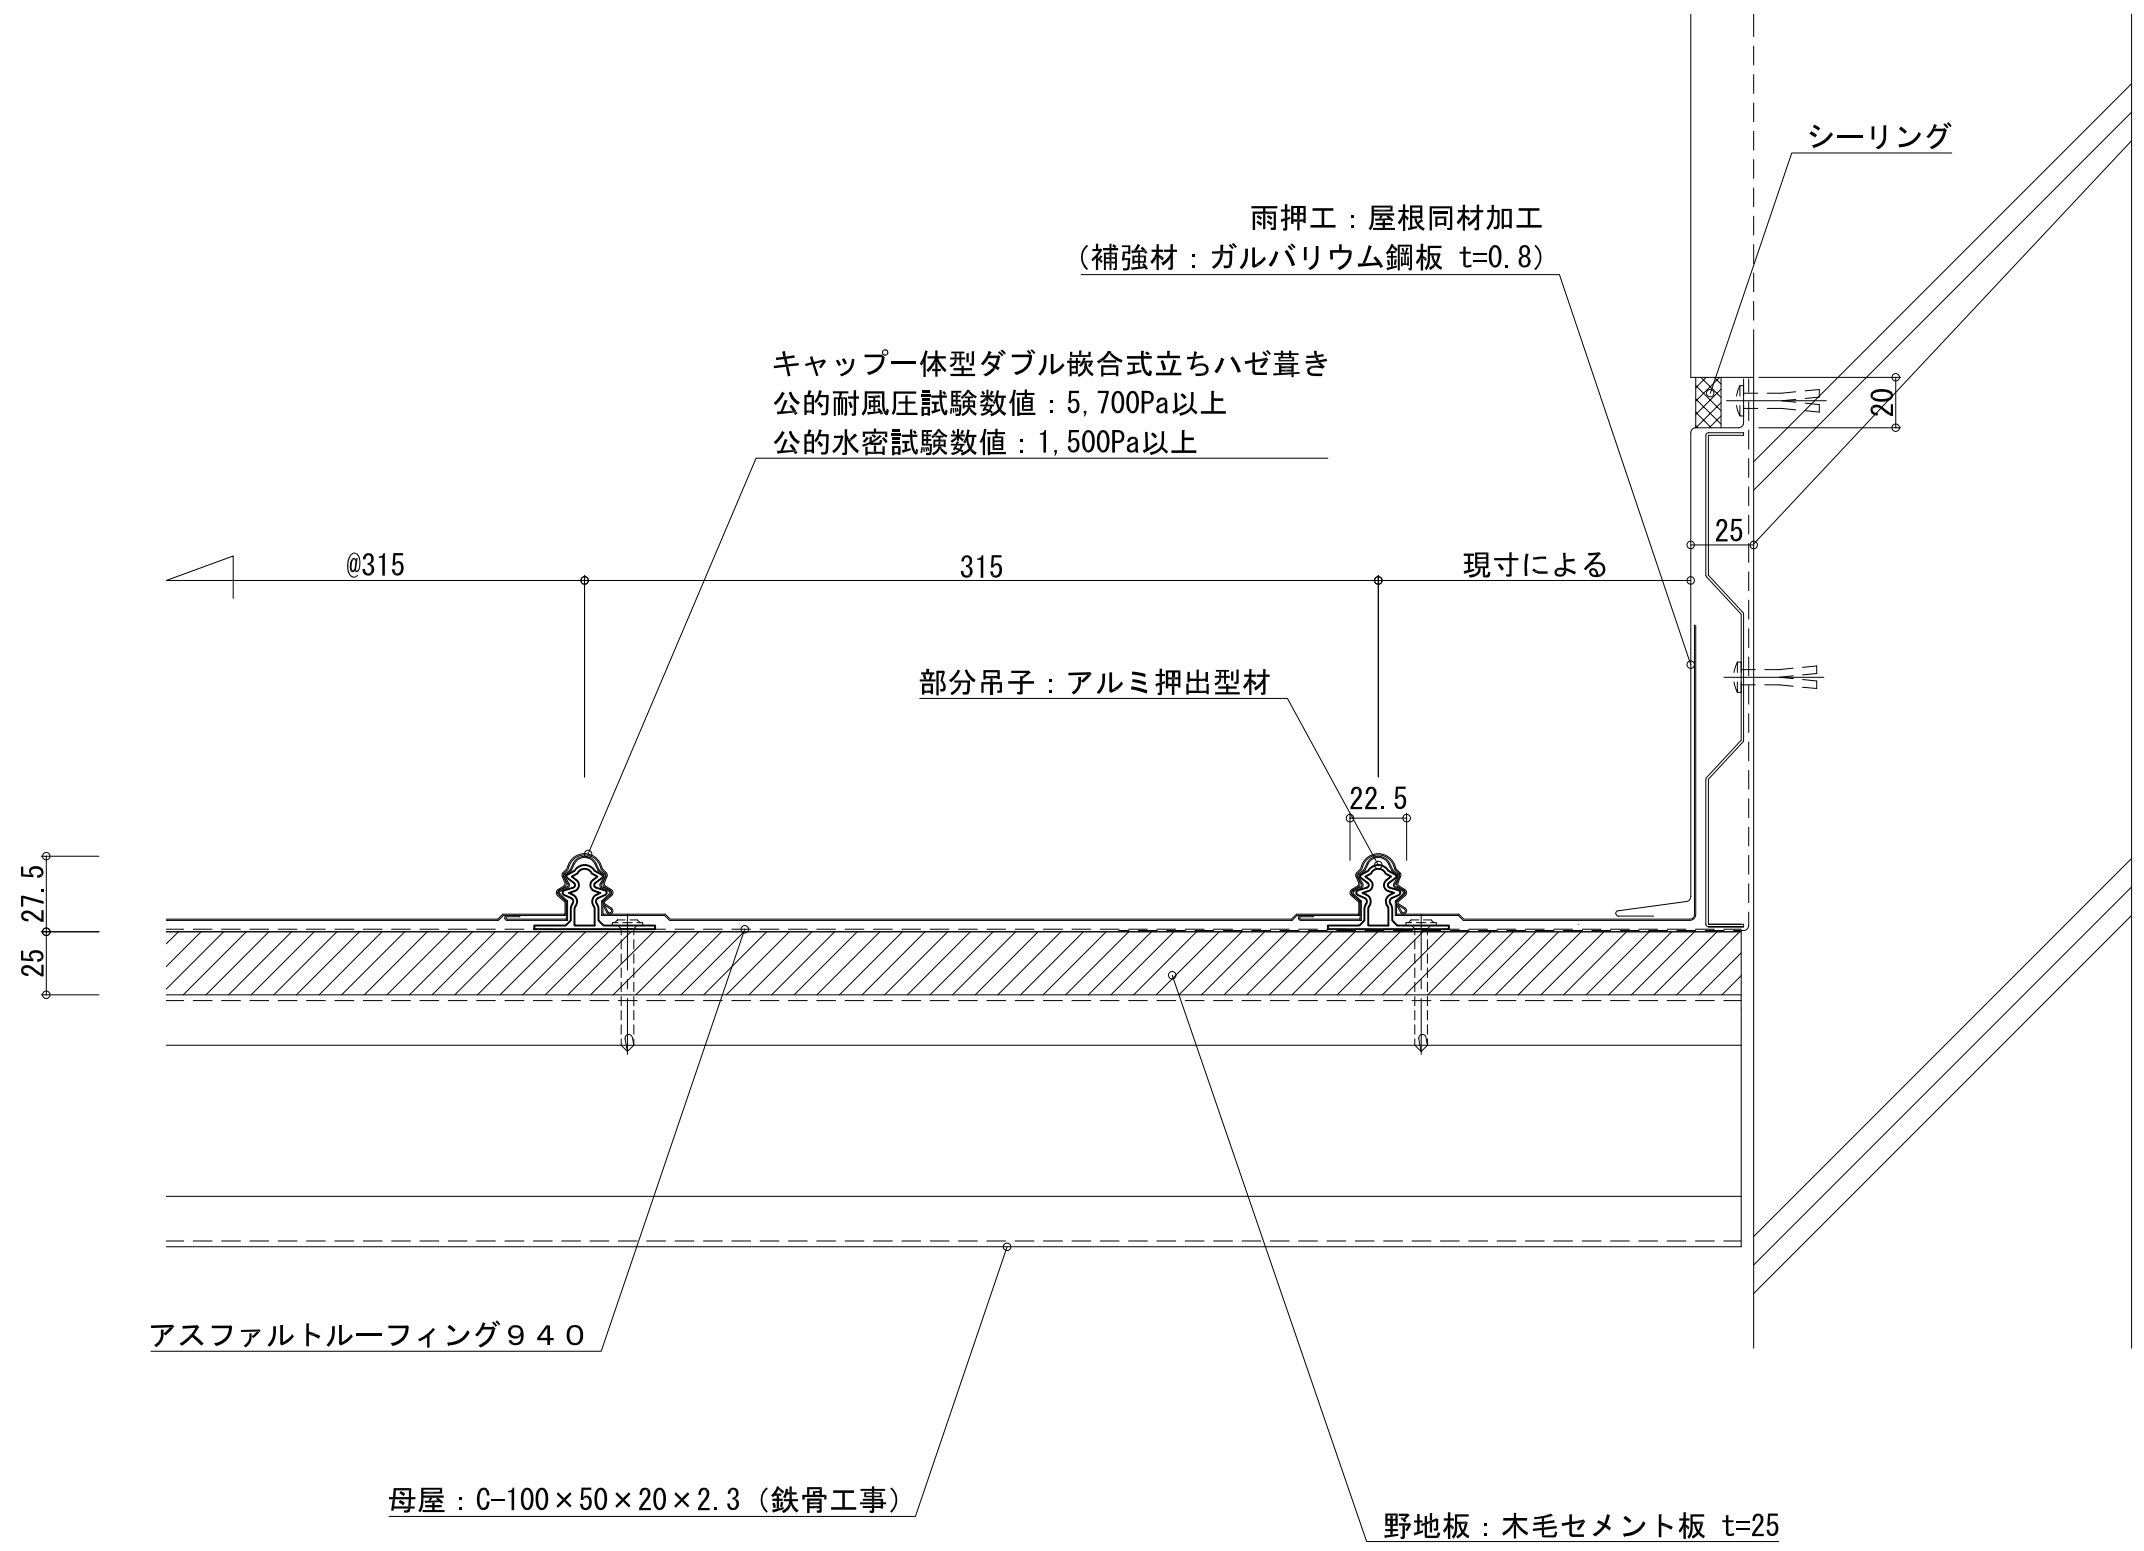 シーリング
雨押工：屋根同材加工
(補強材：ガルバリウム鋼板 t=0.8)
キャップ一体型ダブル嵌合式立ちハゼ葺き
公的耐風圧試験数値：5,700Pa以上
公的水密試験数値：1,500Pa以上
20
25
@315
315
現寸による
部分吊子：アルミ押出型材
22.5
27.5
25
アスファルトルーフィング９４０
母屋：C-100×50×20×2.3（鉄骨工事）
野地板：木毛セメント板 t=25